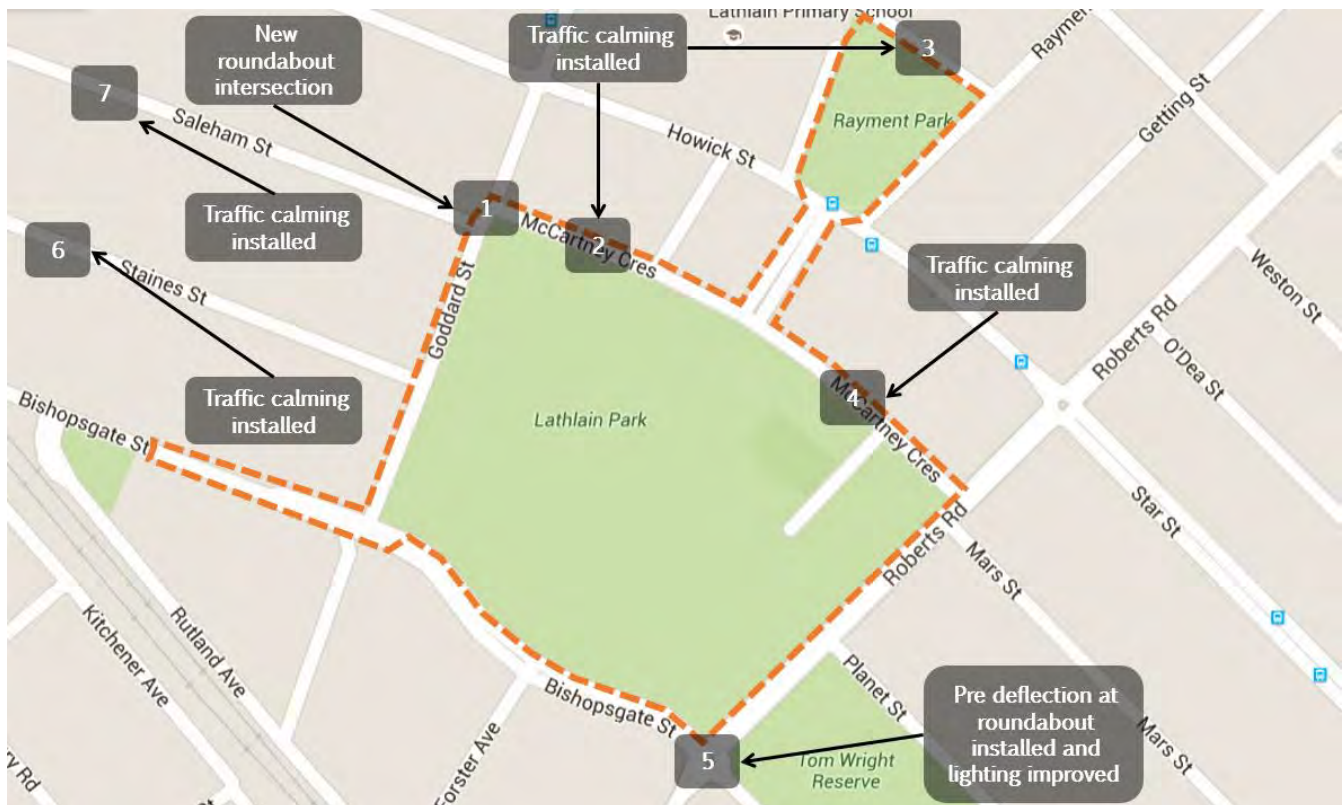 Lathlain Primary School
New
roundabout
intersection
Traffic calming
installed
3
Rayment Park
Getting St
7
Saleham St
Howick St
Traffic calming
installed
1
McCartney Cres
2
6
Staines St
Goddard St
Traffic calming
installed
Weston St
Roberts Rd
O'Dea St
Traffic calming
installed
4
McCartney Cres
Bishopsgate St
Lathlain Park
Star St
Roberts Rd
Mars St
Kitchener Ave
Rutland Ave
Planet St
Bishopsgate St
Forster Ave
5
Tom Wright
Reserve
Pre deflection at
roundabout
installed and
lighting improved
Mars St